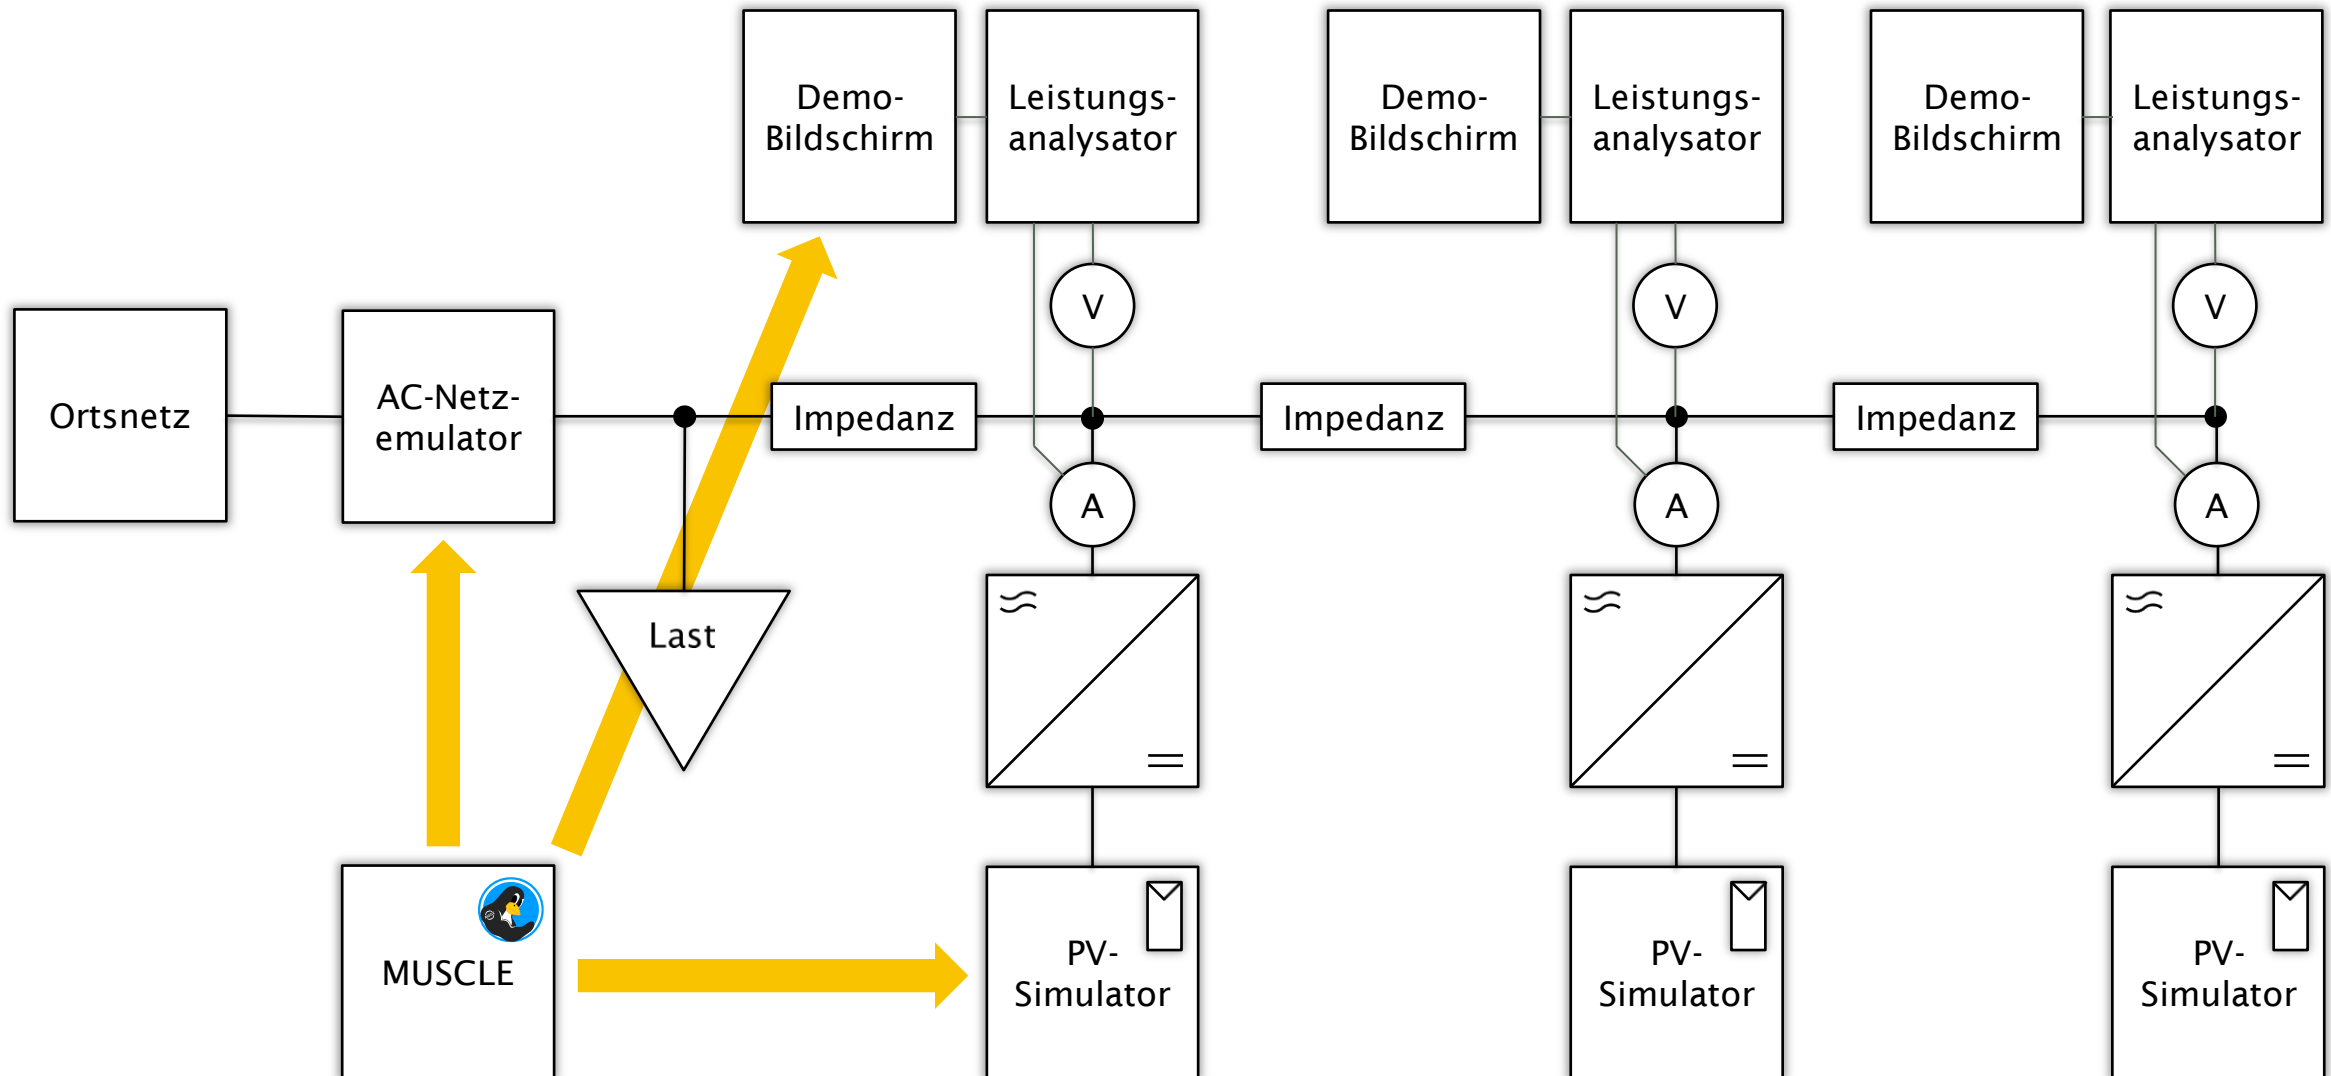 Demo-
Bildschirm
Leistungs-
analysator
Demo-
Bildschirm
Leistungs-
analysator
Demo-
Bildschirm
Leistungs-
analysator
V
V
V
Ortsnetz
AC-Netz-
emulator
Impedanz
Impedanz
Impedanz
A
A
A
Last
MUSCLE
PV-
Simulator
PV-
Simulator
PV-
Simulator